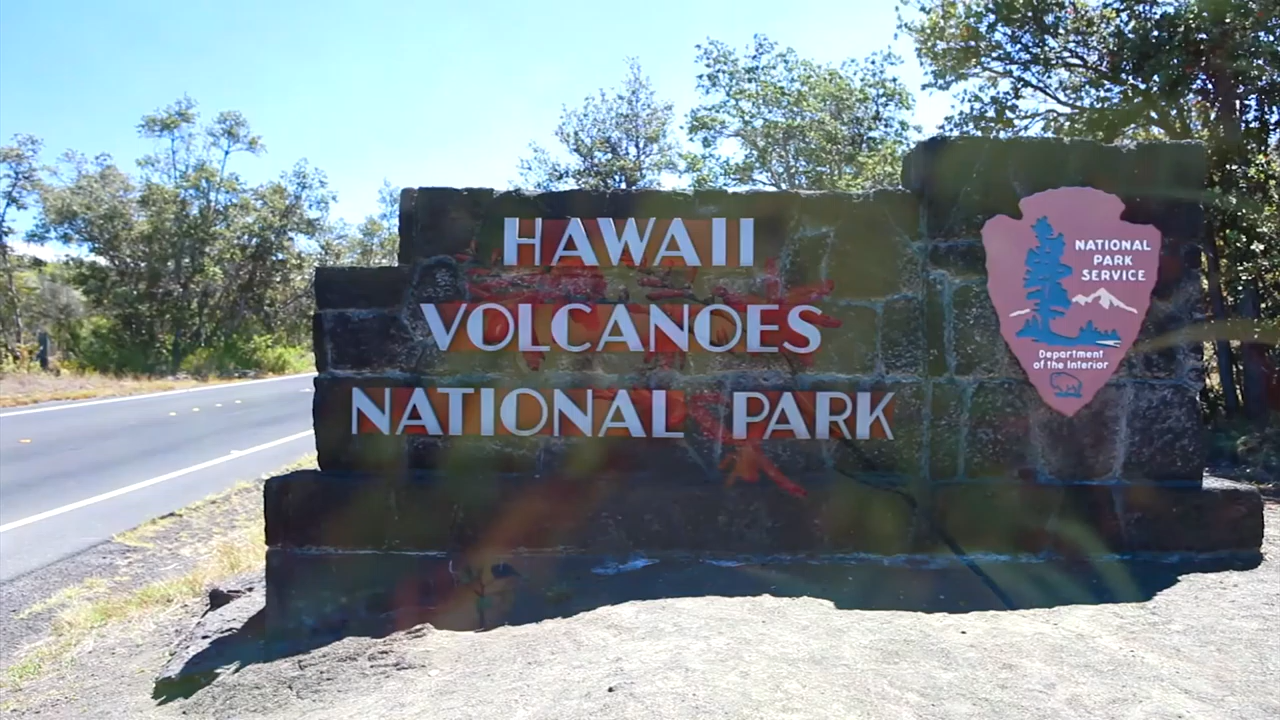 HAWAII
VOLCANOES
NATIONAL PARK
NATIONAL
PARK
SERVICE
Department
of the Interior